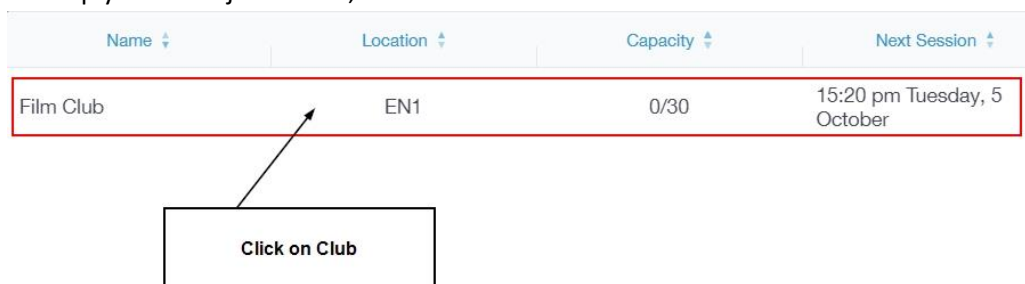 Name Location Capacity Next Session
Film Club EN1 0/30 15:20 pm Tuesday, 5
October
Click on Club